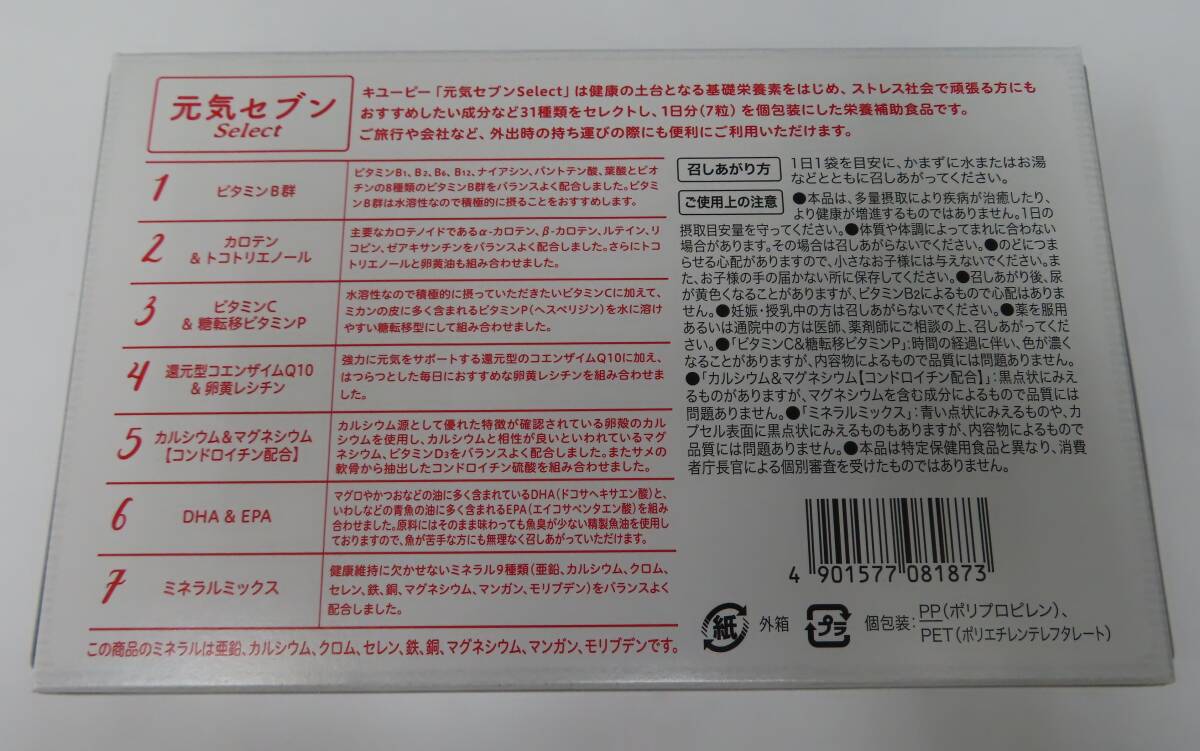 元気セブン
Select
キユーピー「元気セブンSelect」は健康の土台となる基礎栄養素をはじめ、ストレス社会で頑張る方にも
おすすめしたい成分など31種類をセレクトし、1日分(7粒)を個包装にした栄養補助食品です。
ご旅行や会社など、外出時の持ち運びの際にも便利にご利用いただけます。
1
ビタミンB群
ビタミンB1、B2、B6、B12、ナイアシン、パントテン酸、葉酸とビオ
チンの8種類のビタミンB群をバランスよく配合しました。ビタミ
ンB群は水溶性なので積極的に摂ることをおすすめします。
2
カロテン
&トコトリエノール
主要なカロテノイドであるα-カロテン、β-カロテン、ルテイン、リ
コピン、ゼアキサンチンをバランスよく配合しました。さらにトコ
トリエノールと卵黄油も組み合わせました。
3
ビタミンC
&糖転移ビタミンP
水溶性なので積極的に摂っていただきたいビタミンCに加えて、
ミカンの皮に多く含まれるビタミンP(ヘスペリジン)を水に溶け
やすい糖転移型にして組み合わせました。
4
還元型コエンザイムQ10
&卵黄レシチン
強力に元気をサポートする還元型のコエンザイムQ10に加え、
はつらつとした毎日におすすめな卵黄レシチンを組み合わせま
した。
5
カルシウム&マグネシウム
【コンドロイチン配合】
カルシウム源として優れた特徴が確認されている卵殻のカル
シウムを使用し、カルシウムと相性が良いといわれているマグ
ネシウム、ビタミンD3をバランスよく配合しました。またサメの
軟骨から抽出したコンドロイチン硫酸を組み合わせました。
6
DHA & EPA
マグロやかつおなどの油に多く含まれているDHA(ドコサヘキサエン酸)と、
いわしなどの青魚の油に多く含まれるEPA(エイコサペンタエン酸)を組み
合わせました。原料にはそのまま味わっても魚臭が少ない精製魚油を使用し
ておりますので、魚が苦手な方にも無理なく召しあがっていただけます。
7
ミネラルミックス
健康維持に欠かせないミネラル9種類(亜鉛、カルシウム、クロム、
セレン、鉄、銅、マグネシウム、マンガン、モリブデン)をバランスよく
配合しました。
この商品のミネラルは亜鉛、カルシウム、クロム、セレン、鉄、銅、マグネシウム、マンガン、モリブデンです。
召しあがり方
1日1袋を目安に、かまずに水またはお湯
などとともに召しあがってください。
ご使用上の注意
●本品は、多量摂取により疾病が治癒したり、
より健康が増進するものではありません。1日の
摂取目安量を守ってください。●体質や体調によってまれに合わない
場合があります。その場合は召しあがらないでください。●のどにつま
らせる心配がありますので、小さなお子様には与えないでください。ま
た、お子様の手の届かない所に保存してください。●召しあがり後、尿
が黄色くなることがありますが、ビタミンB2によるもので心配はありま
せん。●妊娠・授乳中の方は召しあがらないでください。●薬を服用
あるいは通院中の方は医師、薬剤師にご相談の上、召しあがってくださ
い。●「ビタミンC&糖転移ビタミンP」:時間の経過に伴い、色が濃く
なることがありますが、内容物によるもので品質には問題ありません。
●「カルシウム&マグネシウム【コンドロイチン配合】」:黒点状にみえ
るものがありますが、マグネシウムを含む成分によるもので品質には
問題ありません。●「ミネラルミックス」:青い点状にみえるものや、カ
プセル表面に黒点状にみえるものもありますが、内容物によるもので
品質には問題ありません。●本品は特定保健用食品と異なり、消費
者庁長官による個別審査を受けたものではありません。
4 901577 081873
紙
外箱
プラ
個包装:PP(ポリプロピレン)、
PET(ポリエチレンテレフタレート)